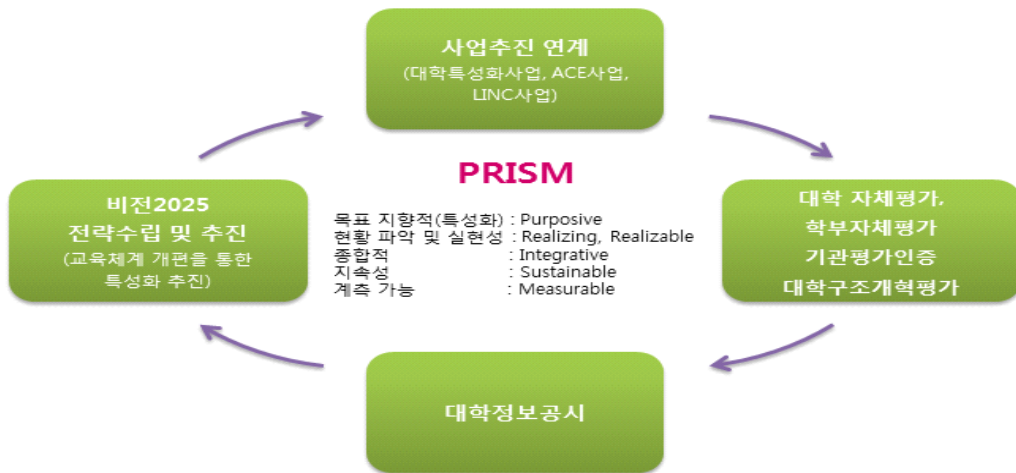 사업추진 연계
(대학특성화사업, ACE사업,
LINC사업)
PRISM
목표 지향적(특성화) : Purposive
현황 파악 및 실현성 : Realizing, Realizable
종합적 : Integrative
지속성 : Sustainable
계측 가능 : Measurable
비전2025
전략수립 및 추진
(교육체계 개편을 통한
특성화 추진)
대학 자체평가,
학부자체평가
기관평가인증
대학구조개혁평가
대학정보공시